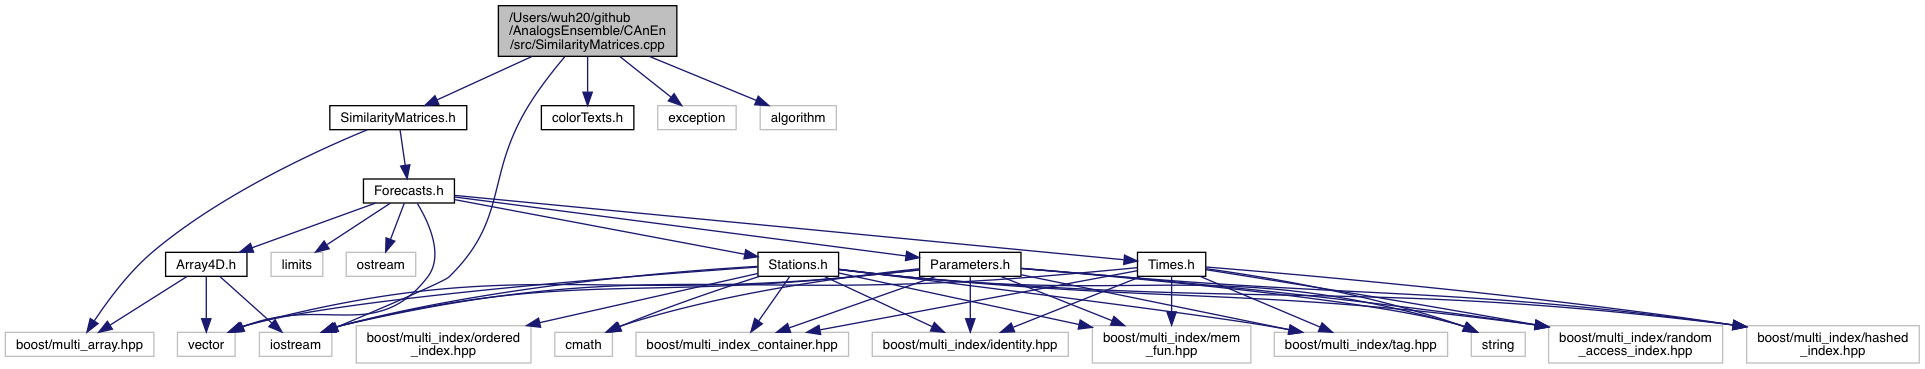 /Users/wuh20/github
/AnalogsEnsemble/CAnEn
/src/SimilarityMatrices.cpp
SimilarityMatrices.h
colorTexts.h
exception
algorithm
Forecasts.h
Array4D.h
limits
ostream
Stations.h
Parameters.h
Times.h
boost/multi_array.hpp
vector
iostream
boost/multi_index/ordered
_index.hpp
cmath
boost/multi_index_container.hpp
boost/multi_index/identity.hpp
boost/multi_index/mem
_fun.hpp
boost/multi_index/tag.hpp
string
boost/multi_index/random
_access_index.hpp
boost/multi_index/hashed
_index.hpp